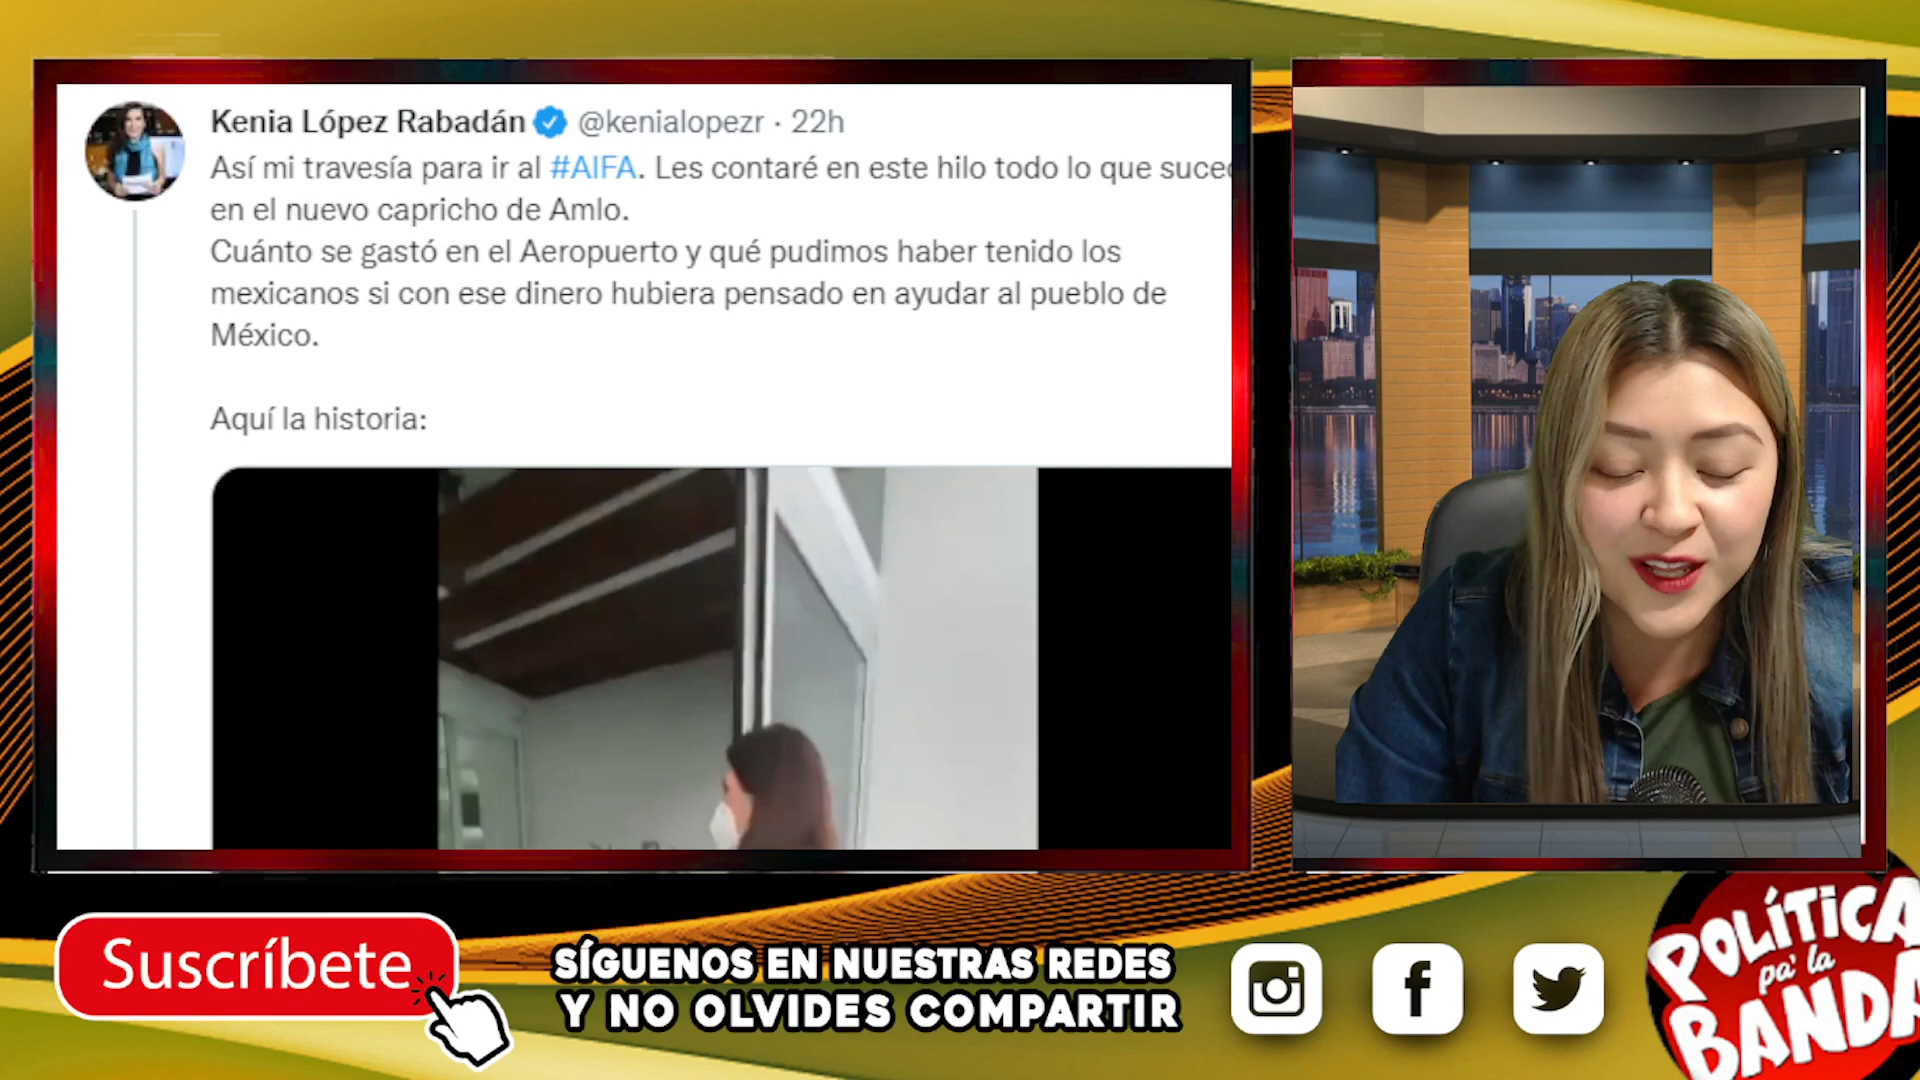 Kenia López Rabadán @kenialopezr · 22h
Así mi travesía para ir al #AIFA. Les contaré en este hilo todo lo que
en el nuevo capricho de Amlo.
Cuánto se gastó en el Aeropuerto y qué pudimos haber tenido los
mexicanos si con ese dinero hubiera pensado en ayudar al pueblo de
México.
Aquí la historia:
Suscríbete
SÍGUENOS EN NUESTRAS REDES
Y NO OLVIDES COMPARTIR
POLÍTICA
pa' la
BANDA